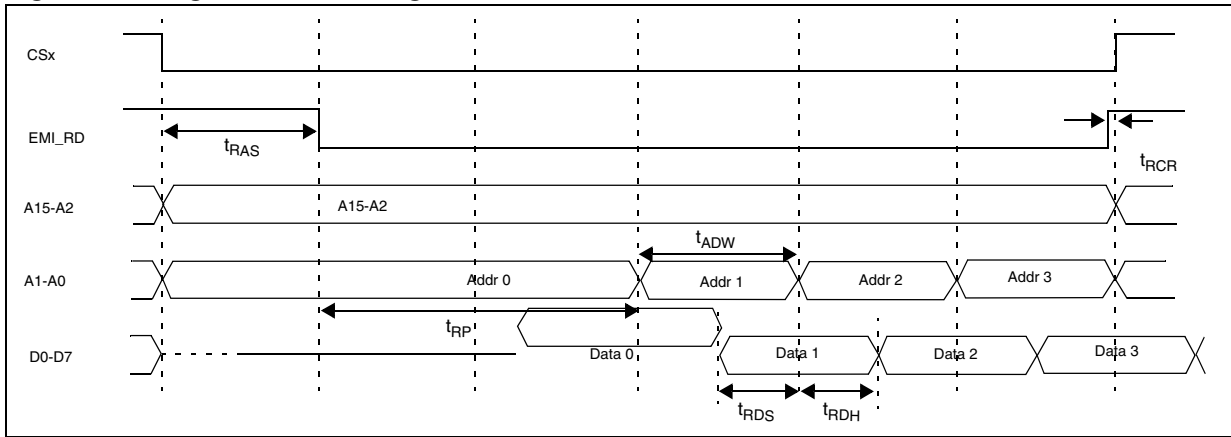 CSx
EMI_RD
tRAS
tRCR
A15-A2
A15-A2
tADW
A1-A0
Addr 0
Addr 1
Addr 2
Addr 3
tRP
D0-D7
Data 0
Data 1
Data 2
Data 3
tRDS
tRDH